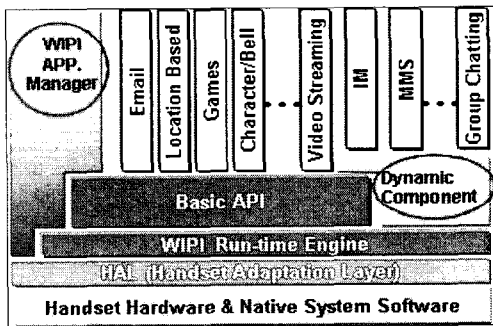 WIPI
APP.
Manager
Email
Location Based
Games
Character/Bell
Video Streaming
IM
MMS
Group Chatting
Dynamic
Component
Basic API
WIPI Run-time Engine
HAL (Handset Adaptation Layer)
Handset Hardware & Native System Software